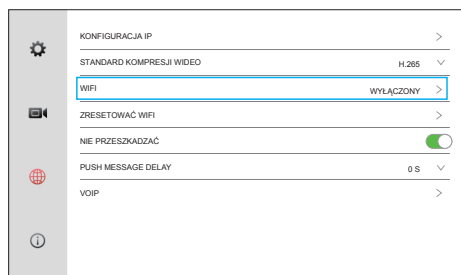 KONFIGURACJA IP
STANDARD KOMPRESJI WIDEO H.265
WIFI WYŁĄCZONY
ZRESETOWAĆ WIFI
NIE PRZESZKADZAĆ
PUSH MESSAGE DELAY 0 S
VOIP